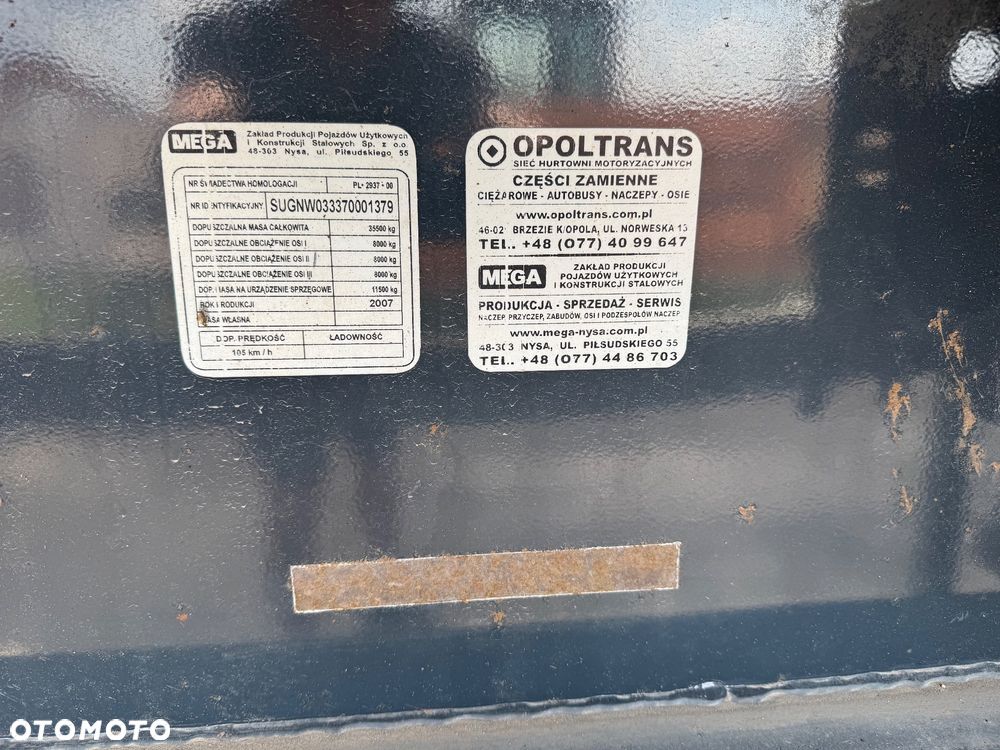 MEGA
Zakład Produkcji Pojazdów Użytkowych
i Konstrukcji Stalowych Sp. z o.o.
48-303 Nysa, ul. Piłsudskiego 55
NR ŚWIADECTWA HOMOLOGACJI PL* 2937 * 00
NR IDENTYFIKACYJNY SUGNW033370001379
DOPUSZCZALNA MASA CAŁKOWITA 35500 kg
DOPUSZCZALNE OBCIĄŻENIE OSI I 8000 kg
DOPUSZCZALNE OBCIĄŻENIE OSI II 8000 kg
DOPUSZCZALNE OBCIĄŻENIE OSI III 8000 kg
DOP. MASA NA URZĄDZENIE SPRZĘGOWE 11500 kg
ROK PRODUKCJI 2007
MASA WŁASNA
DOP. PRĘDKOŚĆ ŁADOWNOŚĆ
105 km / h
OPOLTRANS
SIEĆ HURTOWNI MOTORYZACYJNYCH
CZĘŚCI ZAMIENNE
CIĘŻAROWE - AUTOBUSY - NACZEPY - OSIE
www.opoltrans.com.pl
46-02 BRZEZIE K/OPOLA, UL. NORWESKA 13
TEL. +48 (077) 40 99 647
MEGA
ZAKŁAD PRODUKCJI
POJAZDÓW UŻYTKOWYCH
I KONSTRUKCJI STALOWYCH
PRODUKCJA - SPRZEDAŻ - SERWIS
NACZEP, PRZYCZEP, ZABUDÓW, OSI I PODZESPOŁÓW NACZEP
www.mega-nysa.com.pl
48-303 NYSA, UL. PIŁSUDSKIEGO 55
TEL. +48 (077) 44 86 703
OTOMOTO